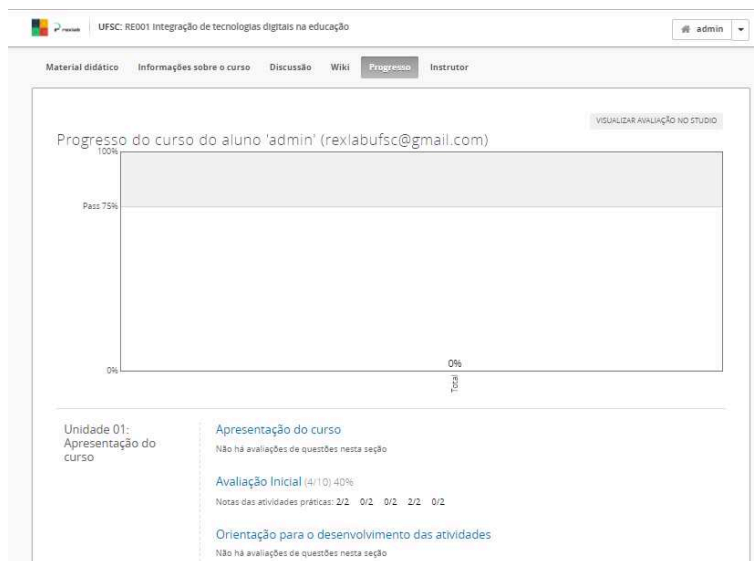 rexlab
UFSC: RE001 Integração de tecnologias digitais na educação
admin
Material didático Informações sobre o curso Discussão Wiki Progresso Instrutor
VISUALIZAR AVALIAÇÃO NO STUDIO
Progresso do curso do aluno 'admin' (rexlabufsc@gmail.com)
100%
Pass 75%
0%
0%
Total
Unidade 01:
Apresentação do
curso
Apresentação do curso
Não há avaliações de questões nesta seção
Avaliação Inicial (4/10) 40%
Notas das atividades práticas: 2/2 0/2 0/2 2/2 0/2
Orientação para o desenvolvimento das atividades
Não há avaliações de questões nesta seção